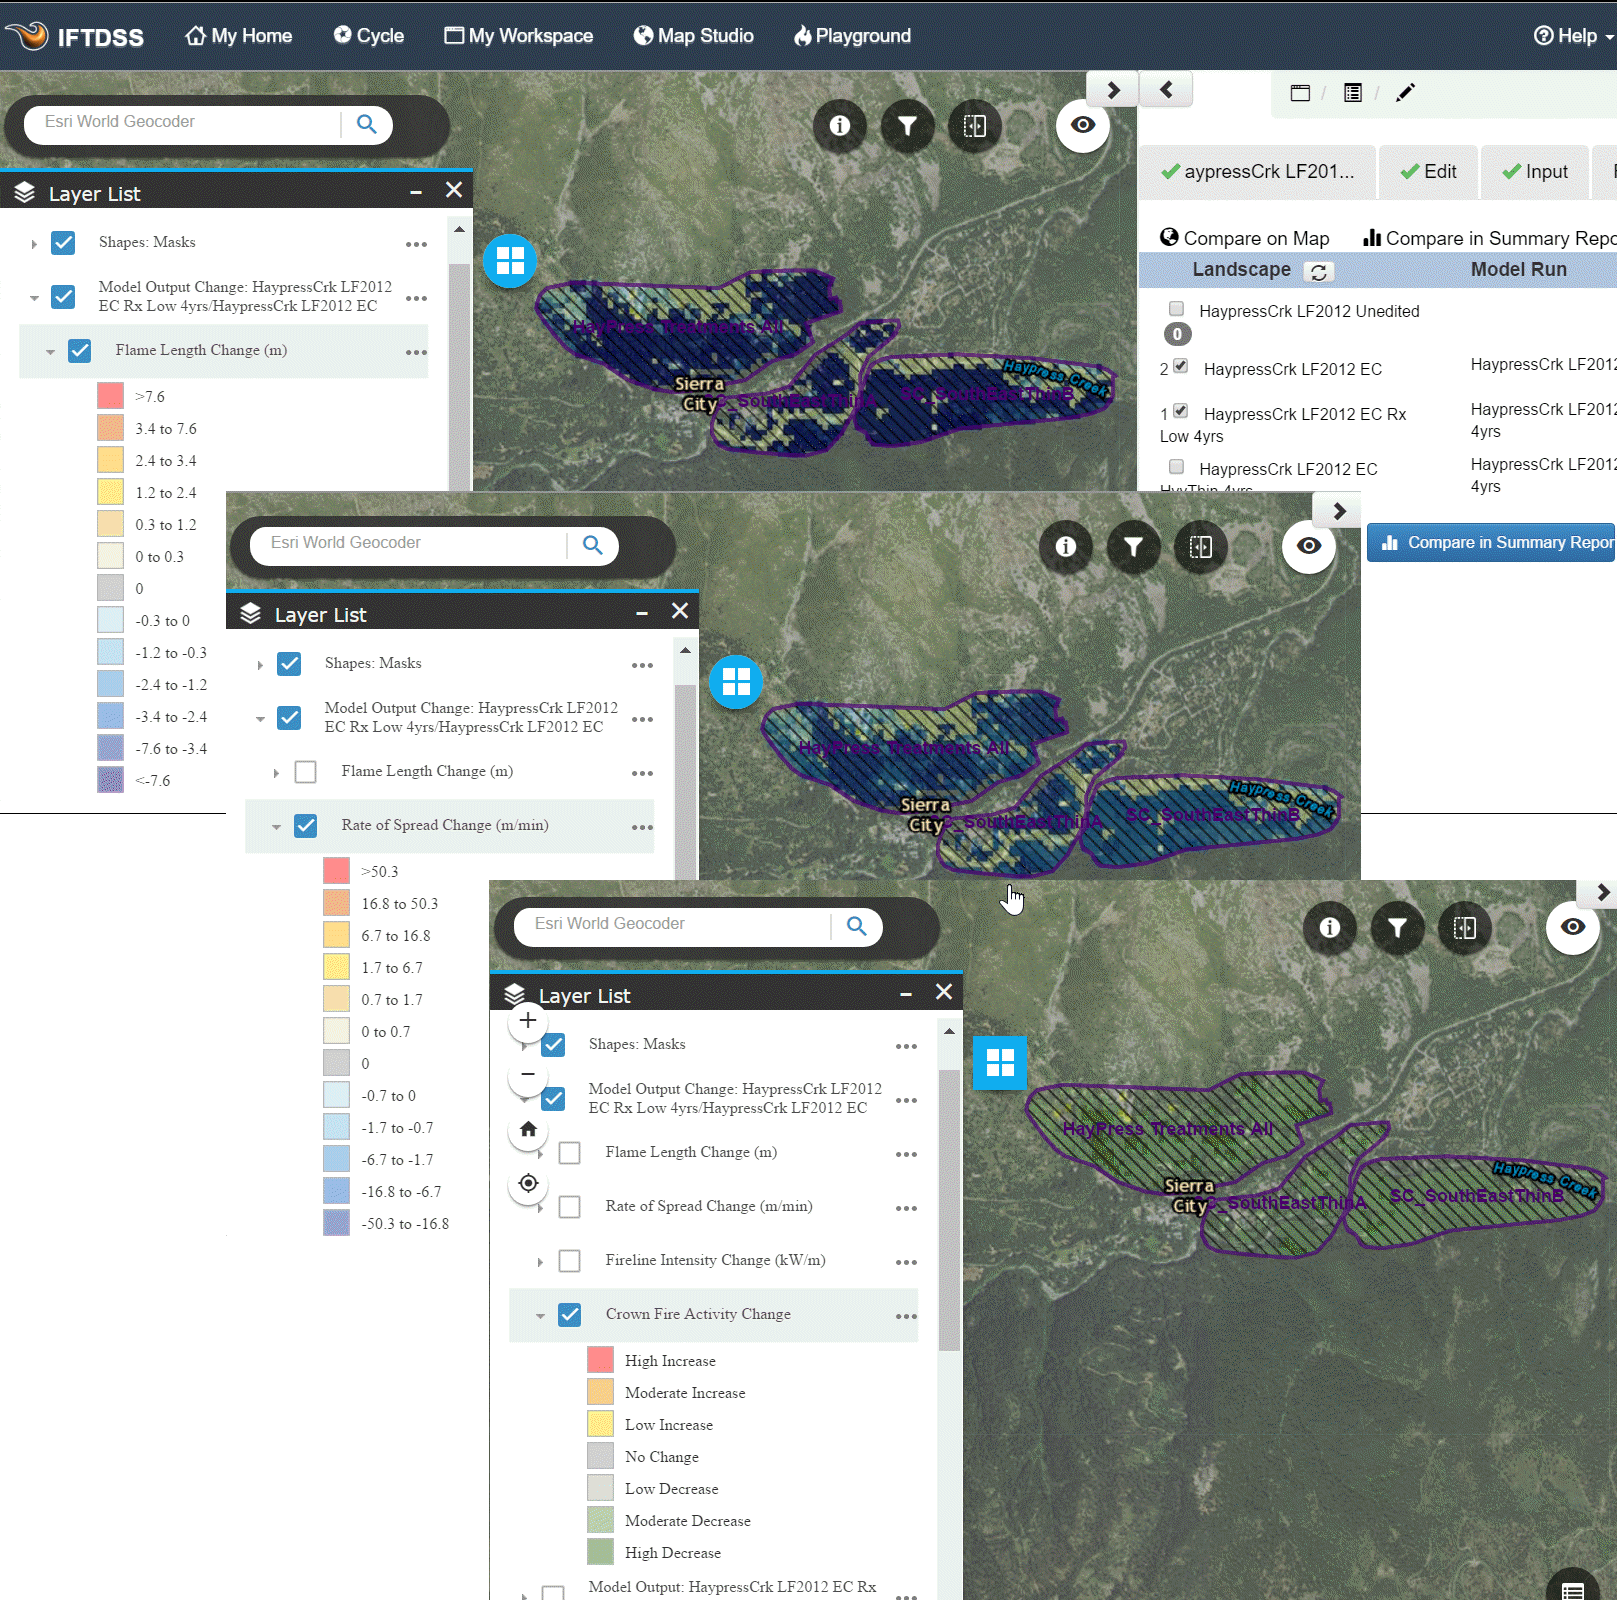 IFTDSS My Home Cycle My Workspace Map Studio Playground Help
Esri World Geocoder
Layer List
Shapes: Masks
Model Output Change: HaypressCrk LF2012
EC Rx Low 4yrs/HaypressCrk LF2012 EC
Flame Length Change (m)
>7.6
3.4 to 7.6
2.4 to 3.4
1.2 to 2.4
0.3 to 1.2
0 to 0.3
0
-0.3 to 0
-1.2 to -0.3
-2.4 to -1.2
-3.4 to -2.4
-7.6 to -3.4
<-7.6
HayPress Treatments All
Sierra
City
SC_SouthEastThinA
SC_SouthEastThinB
Haypress Creek
aypressCrk LF201... Edit Input
Compare on Map Compare in Summary Repo
Landscape Model Run
HaypressCrk LF2012 Unedited
0
2 HaypressCrk LF2012 EC HaypressCrk LF2012
1 HaypressCrk LF2012 EC Rx HaypressCrk LF2012
Low 4yrs 4yrs
HaypressCrk LF2012 EC HaypressCrk LF2012
HvyThin 4yrs 4yrs
Compare in Summary Repor
Esri World Geocoder
Layer List
Shapes: Masks
Model Output Change: HaypressCrk LF2012
EC Rx Low 4yrs/HaypressCrk LF2012 EC
Flame Length Change (m)
Rate of Spread Change (m/min)
>50.3
16.8 to 50.3
6.7 to 16.8
1.7 to 6.7
0.7 to 1.7
0 to 0.7
0
-0.7 to 0
-1.7 to -0.7
-6.7 to -1.7
-16.8 to -6.7
-50.3 to -16.8
HayPress Treatments All
Sierra
City
SC_SouthEastThinA
SC_SouthEastThinB
Haypress Creek
Esri World Geocoder
Layer List
Shapes: Masks
Model Output Change: HaypressCrk LF2012
EC Rx Low 4yrs/HaypressCrk LF2012 EC
Flame Length Change (m)
Rate of Spread Change (m/min)
Fireline Intensity Change (kW/m)
Crown Fire Activity Change
High Increase
Moderate Increase
Low Increase
No Change
Low Decrease
Moderate Decrease
High Decrease
Model Output: HaypressCrk LF2012 EC Rx
HayPress Treatments All
Sierra
City
SC_SouthEastThinA
SC_SouthEastThinB
Haypress Creek